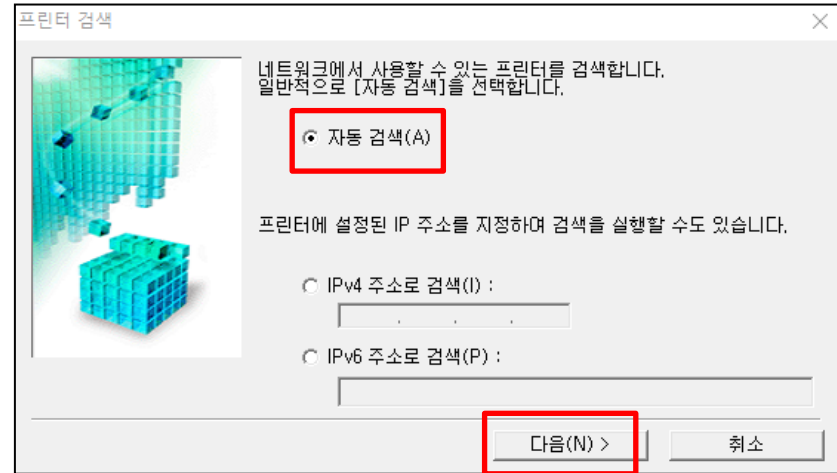 프린터 검색
네트워크에서 사용할 수 있는 프린터를 검색합니다.
일반적으로 [자동 검색]을 선택합니다.
자동 검색(A)
프린터에 설정된 IP 주소를 지정하여 검색을 실행할 수도 있습니다.
IPv4 주소로 검색(I) :
. . .
IPv6 주소로 검색(P) :
다음(N) > 취소